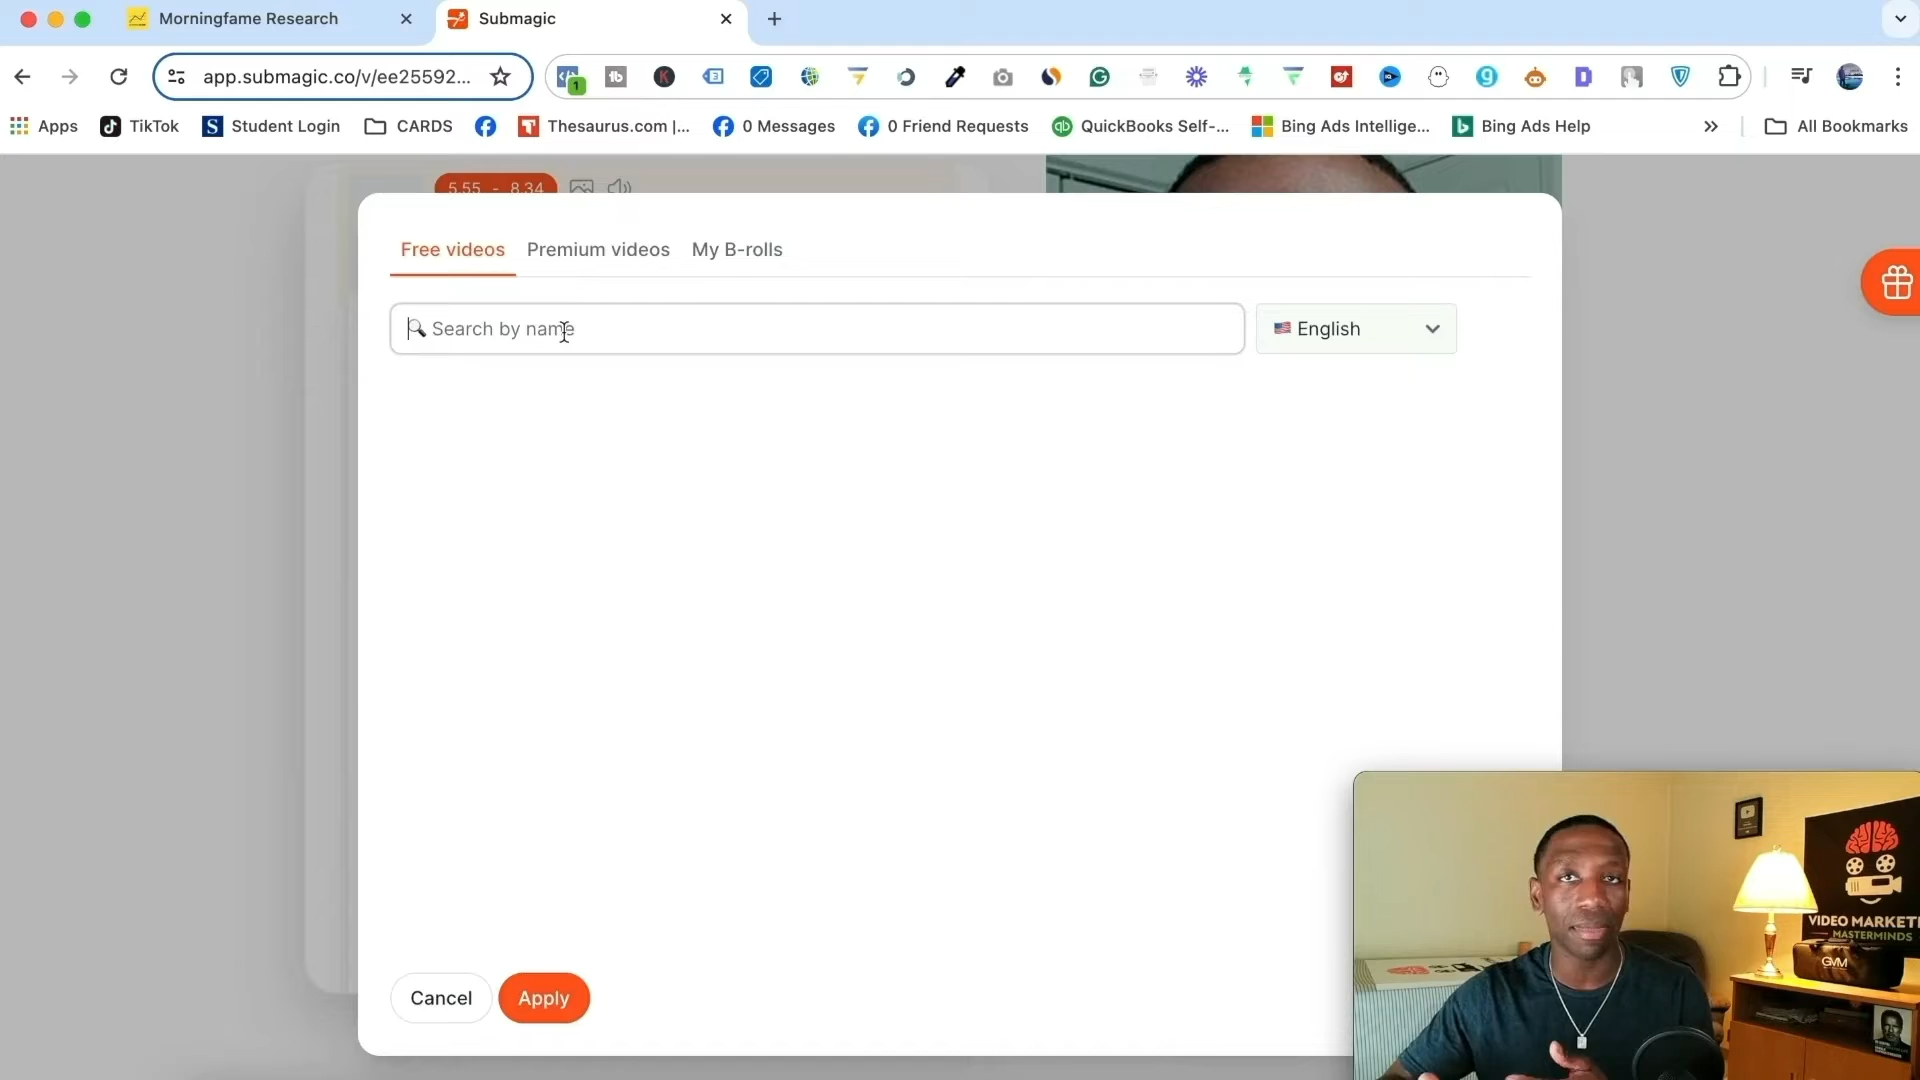 Morningfame Research
Submagic
app.submagic.co/v/ee25592...
1
Apps
TikTok
Student Login
CARDS
Thesaurus.com |...
0 Messages
0 Friend Requests
QuickBooks Self-...
Bing Ads Intellige...
Bing Ads Help
All Bookmarks
5.55 - 8.34
Free videos
Premium videos
My B-rolls
Search by name
English
VIDEO MARKETI
MASTERMINDS
GVM
Cancel
Apply